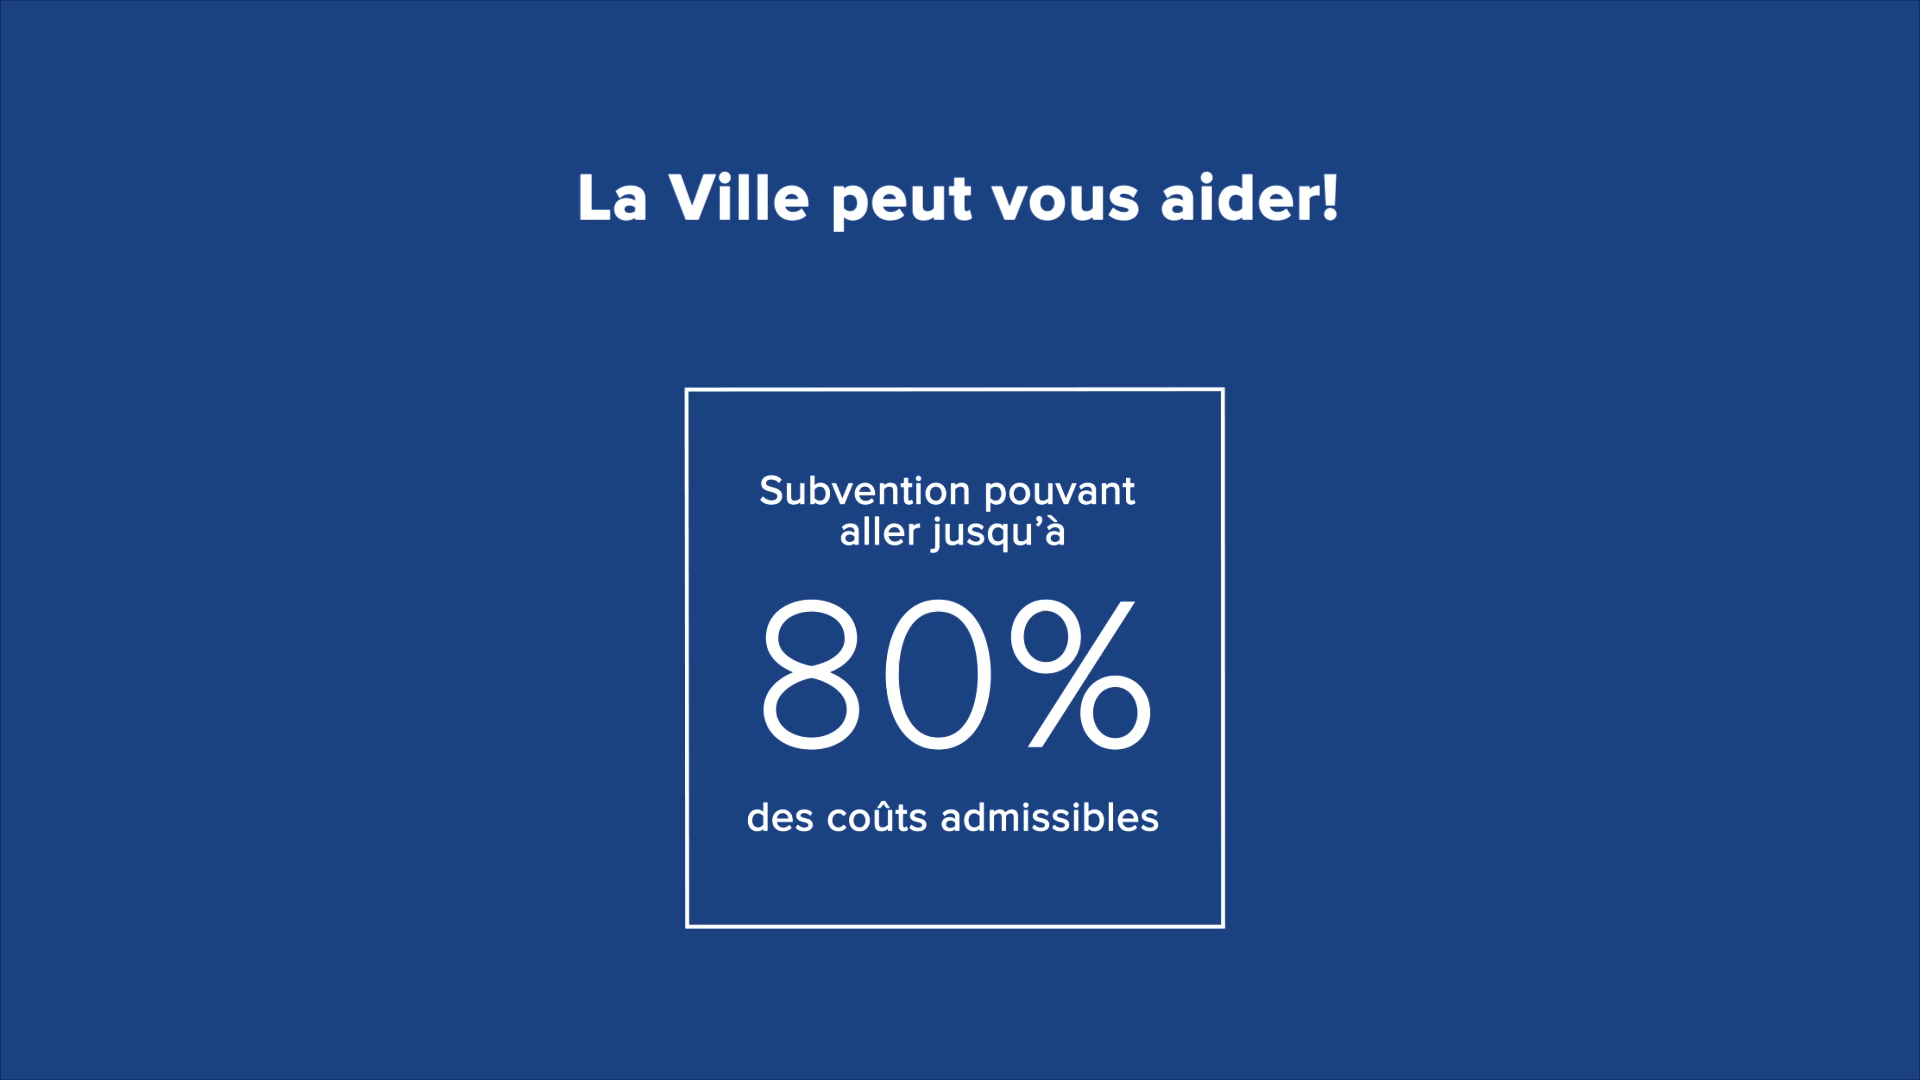 La Ville peut vous aider!
Subvention pouvant
aller jusqu’à
80%
des coûts admissibles